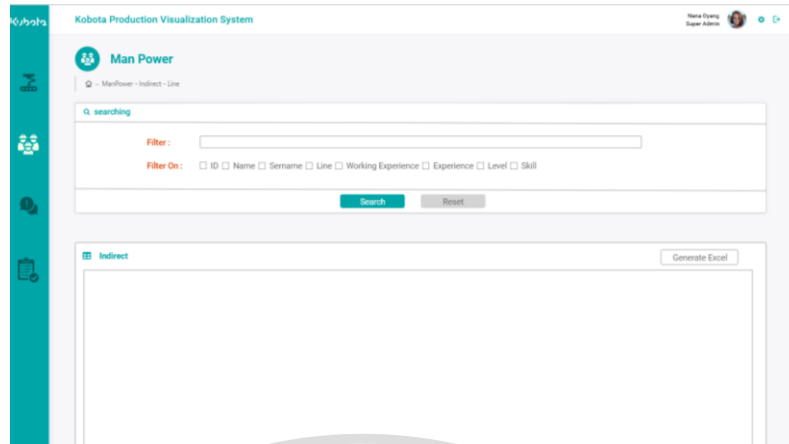 Kubota
Kobota Production Visualization System
Nana Oyang
Super Admin
Man Power
– ManPower - Indirect - Line
searching
Filter :
Filter On :
ID
Name
Sername
Line
Working Experience
Experience
Level
Skill
Search
Reset
Indirect
Generate Excel